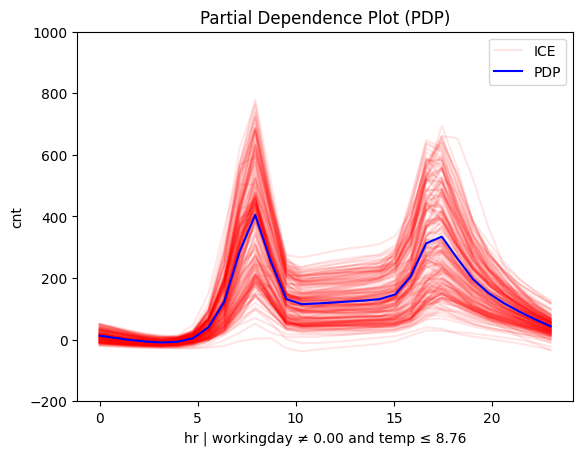 Partial Dependence Plot (PDP)
1000
800
600
400
200
0
−200
cnt
ICE
PDP
0
5
10
15
20
hr | workingday ≠ 0.00 and temp ≤ 8.76